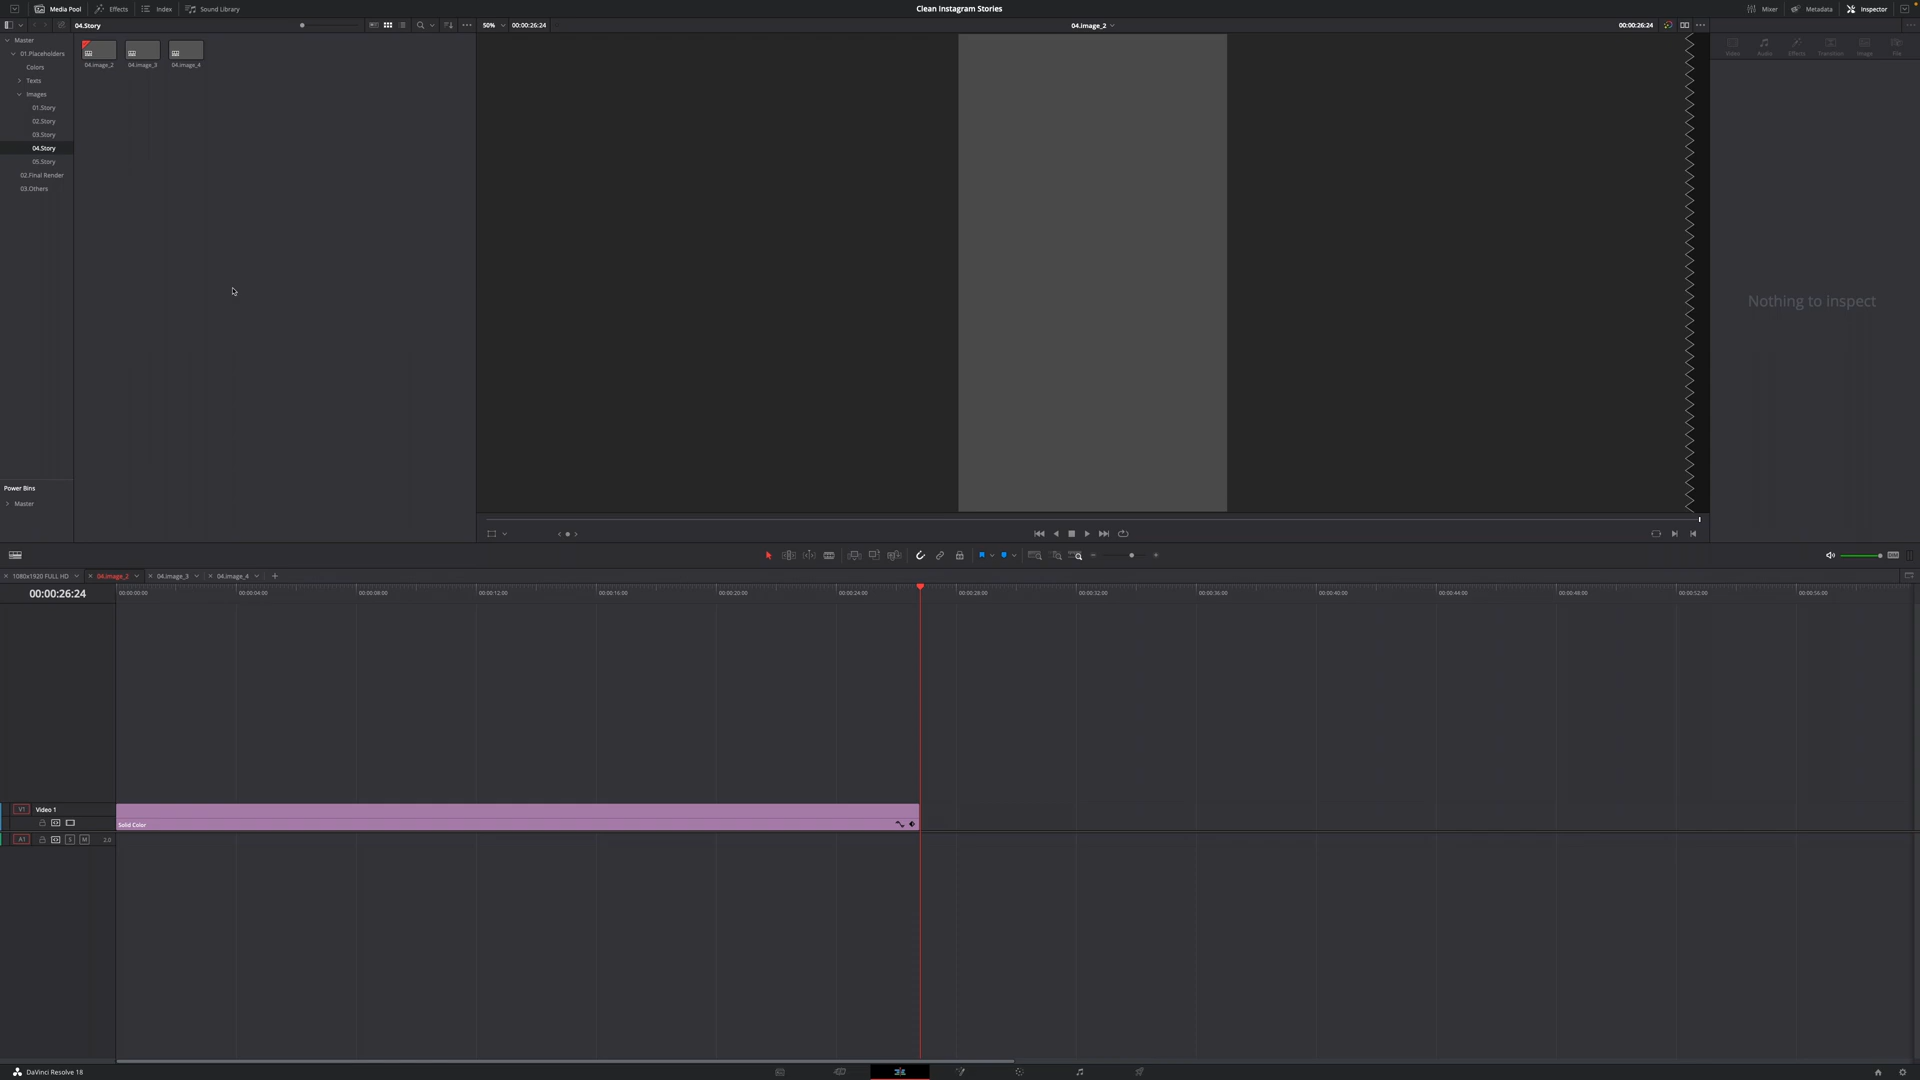 Media Pool Effects Index Sound Library Clean Instagram Stories Mixer Metadata Inspector
04.Story 50% 00:00:26:24 04.image_2 00:00:26:24
Master
01.Placeholders
Colors
Texts
Images
01.Story
02.Story
03.Story
04.Story
05.Story
02.Final Render
03.Others
04.image_2 04.image_3 04.image_4
Video Audio Effects Transition Image File
Nothing to inspect
Power Bins
Master
1080x1920 FULL HD 04.image_2 04.image_3 04.image_4
00:00:26:24 00:00:00:00 00:00:04:00 00:00:08:00 00:00:12:00 00:00:16:00 00:00:20:00 00:00:24:00 00:00:28:00 00:00:32:00 00:00:36:00 00:00:40:00 00:00:44:00 00:00:48:00 00:00:52:00 00:00:56:00
V1 Video 1
Solid Color
A1 S M 2.0
DIM
DaVinci Resolve 18